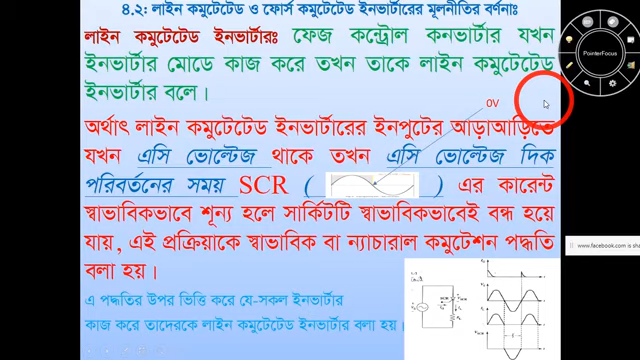 ৪.২: লাইন কমুটেটেড ও ফোর্স কমুটেটেড ইনভার্টারের মূলনীতির বর্ণনাঃ
লাইন কমুটেটেড ইনভার্টারঃ ফেজ কন্ট্রোল কনভার্টার যখন
ইনভার্টার মোডে কাজ করে তখন তাকে লাইন কমুটেটেড
ইনভার্টার বলে।
0V
PointerFocus
অর্থাৎ লাইন কমুটেটেড ইনভার্টারের ইনপুটের আড়াআড়িতে
যখন এসি ভোল্টেজ থাকে তখন এসি ভোল্টেজ দিক
পরিবর্তনের সময় SCR ( ) এর কারেন্ট
স্বাভাবিকভাবে শূন্য হলে সার্কিটটি স্বাভাবিকভাবেই বন্ধ হয়ে
যায়, এই প্রক্রিয়াকে স্বাভাবিক বা ন্যাচারাল কমুটেশন পদ্ধতি
বলা হয়।
www.facebook.com is sha
এ পদ্ধতির উপর ভিত্তি করে যে-সকল ইনভার্টার
কাজ করে তাদেরকে লাইন কমুটেটেড ইনভার্টার বলা হয়।